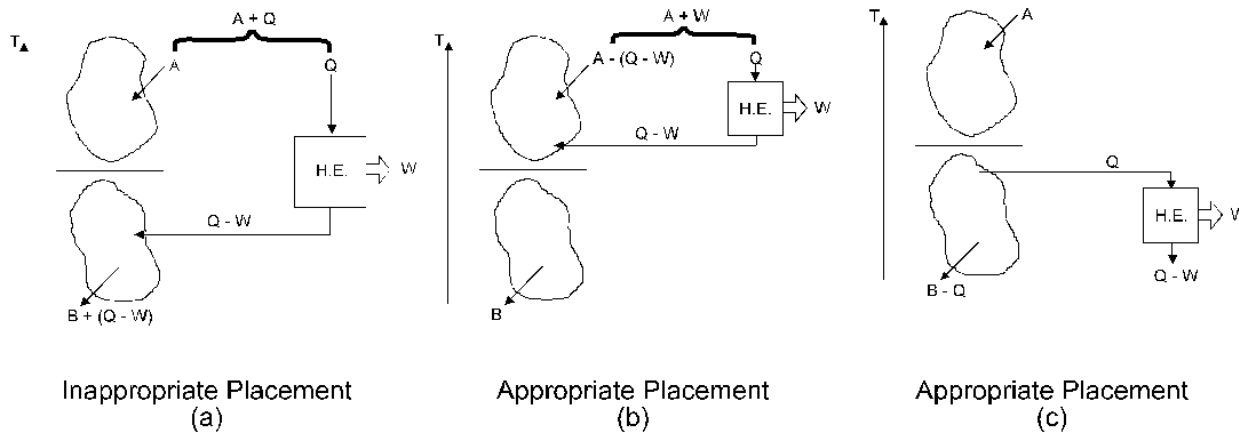 A + Q
T
A
Q
H.E.
W
Q - W
B + (Q - W)
Inappropriate Placement
(a)
A + W
T
A - (Q - W)
Q
H.E.
W
Q - W
B
Appropriate Placement
(b)
T
A
Q
H.E.
W
Q - W
B - Q
Appropriate Placement
(c)